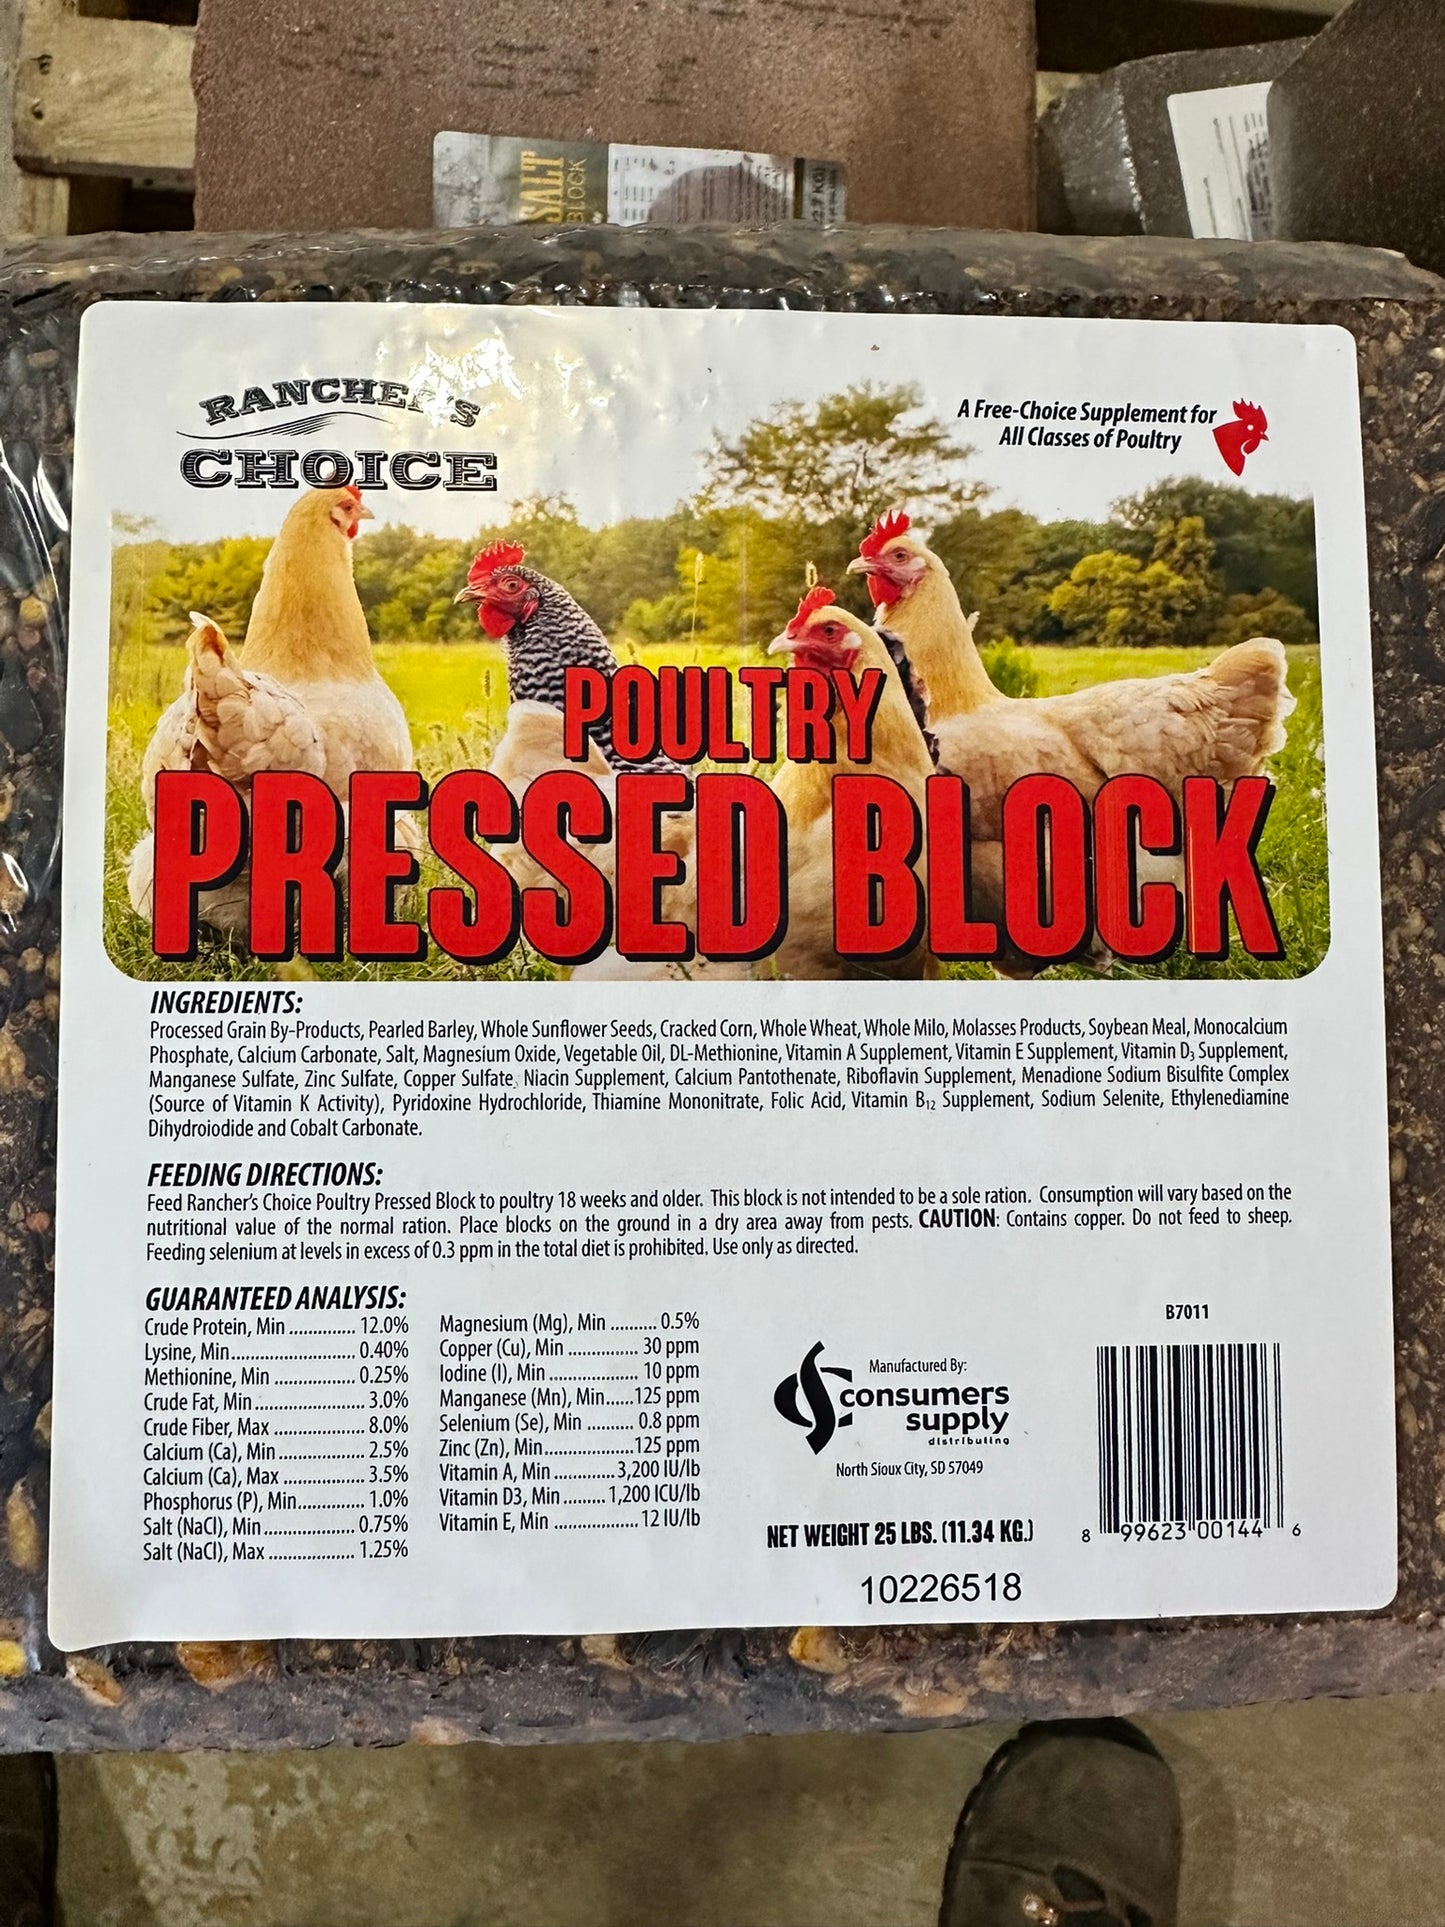 SALT
BLOCK
RANCHER'S
CHOICE
A Free-Choice Supplement for
All Classes of Poultry
POULTRY
PRESSED BLOCK
INGREDIENTS:
Processed Grain By-Products, Pearled Barley, Whole Sunflower Seeds, Cracked Corn, Whole Wheat, Whole Milo, Molasses Products, Soybean Meal, Monocalcium
Phosphate, Calcium Carbonate, Salt, Magnesium Oxide, Vegetable Oil, DL-Methionine, Vitamin A Supplement, Vitamin E Supplement, Vitamin D₃ Supplement,
Manganese Sulfate, Zinc Sulfate, Copper Sulfate, Niacin Supplement, Calcium Pantothenate, Riboflavin Supplement, Menadione Sodium Bisulfite Complex
(Source of Vitamin K Activity), Pyridoxine Hydrochloride, Thiamine Mononitrate, Folic Acid, Vitamin B₁₂ Supplement, Sodium Selenite, Ethylenediamine
Dihydroiodide and Cobalt Carbonate.
FEEDING DIRECTIONS:
Feed Rancher's Choice Poultry Pressed Block to poultry 18 weeks and older. This block is not intended to be a sole ration. Consumption will vary based on the
nutritional value of the normal ration. Place blocks on the ground in a dry area away from pests. CAUTION: Contains copper. Do not feed to sheep.
Feeding selenium at levels in excess of 0.3 ppm in the total diet is prohibited. Use only as directed.
GUARANTEED ANALYSIS:
Crude Protein, Min .............. 12.0%
Lysine, Min .......................... 0.40%
Methionine, Min ................. 0.25%
Crude Fat, Min ....................... 3.0%
Crude Fiber, Max ................... 8.0%
Calcium (Ca), Min .................. 2.5%
Calcium (Ca), Max ................. 3.5%
Phosphorus (P), Min .............. 1.0%
Salt (NaCl), Min ................... 0.75%
Salt (NaCl), Max .................. 1.25%
Magnesium (Mg), Min .......... 0.5%
Copper (Cu), Min ............... 30 ppm
Iodine (I), Min ................... 10 ppm
Manganese (Mn), Min ...... 125 ppm
Selenium (Se), Min .......... 0.8 ppm
Zinc (Zn), Min ................... 125 ppm
Vitamin A, Min ............. 3,200 IU/lb
Vitamin D3, Min ......... 1,200 ICU/lb
Vitamin E, Min .................. 12 IU/lb
Manufactured By:
consumers
supply
distributing
North Sioux City, SD 57049
NET WEIGHT 25 LBS. (11.34 KG.)
10226518
B7011
8 99623 00144 6